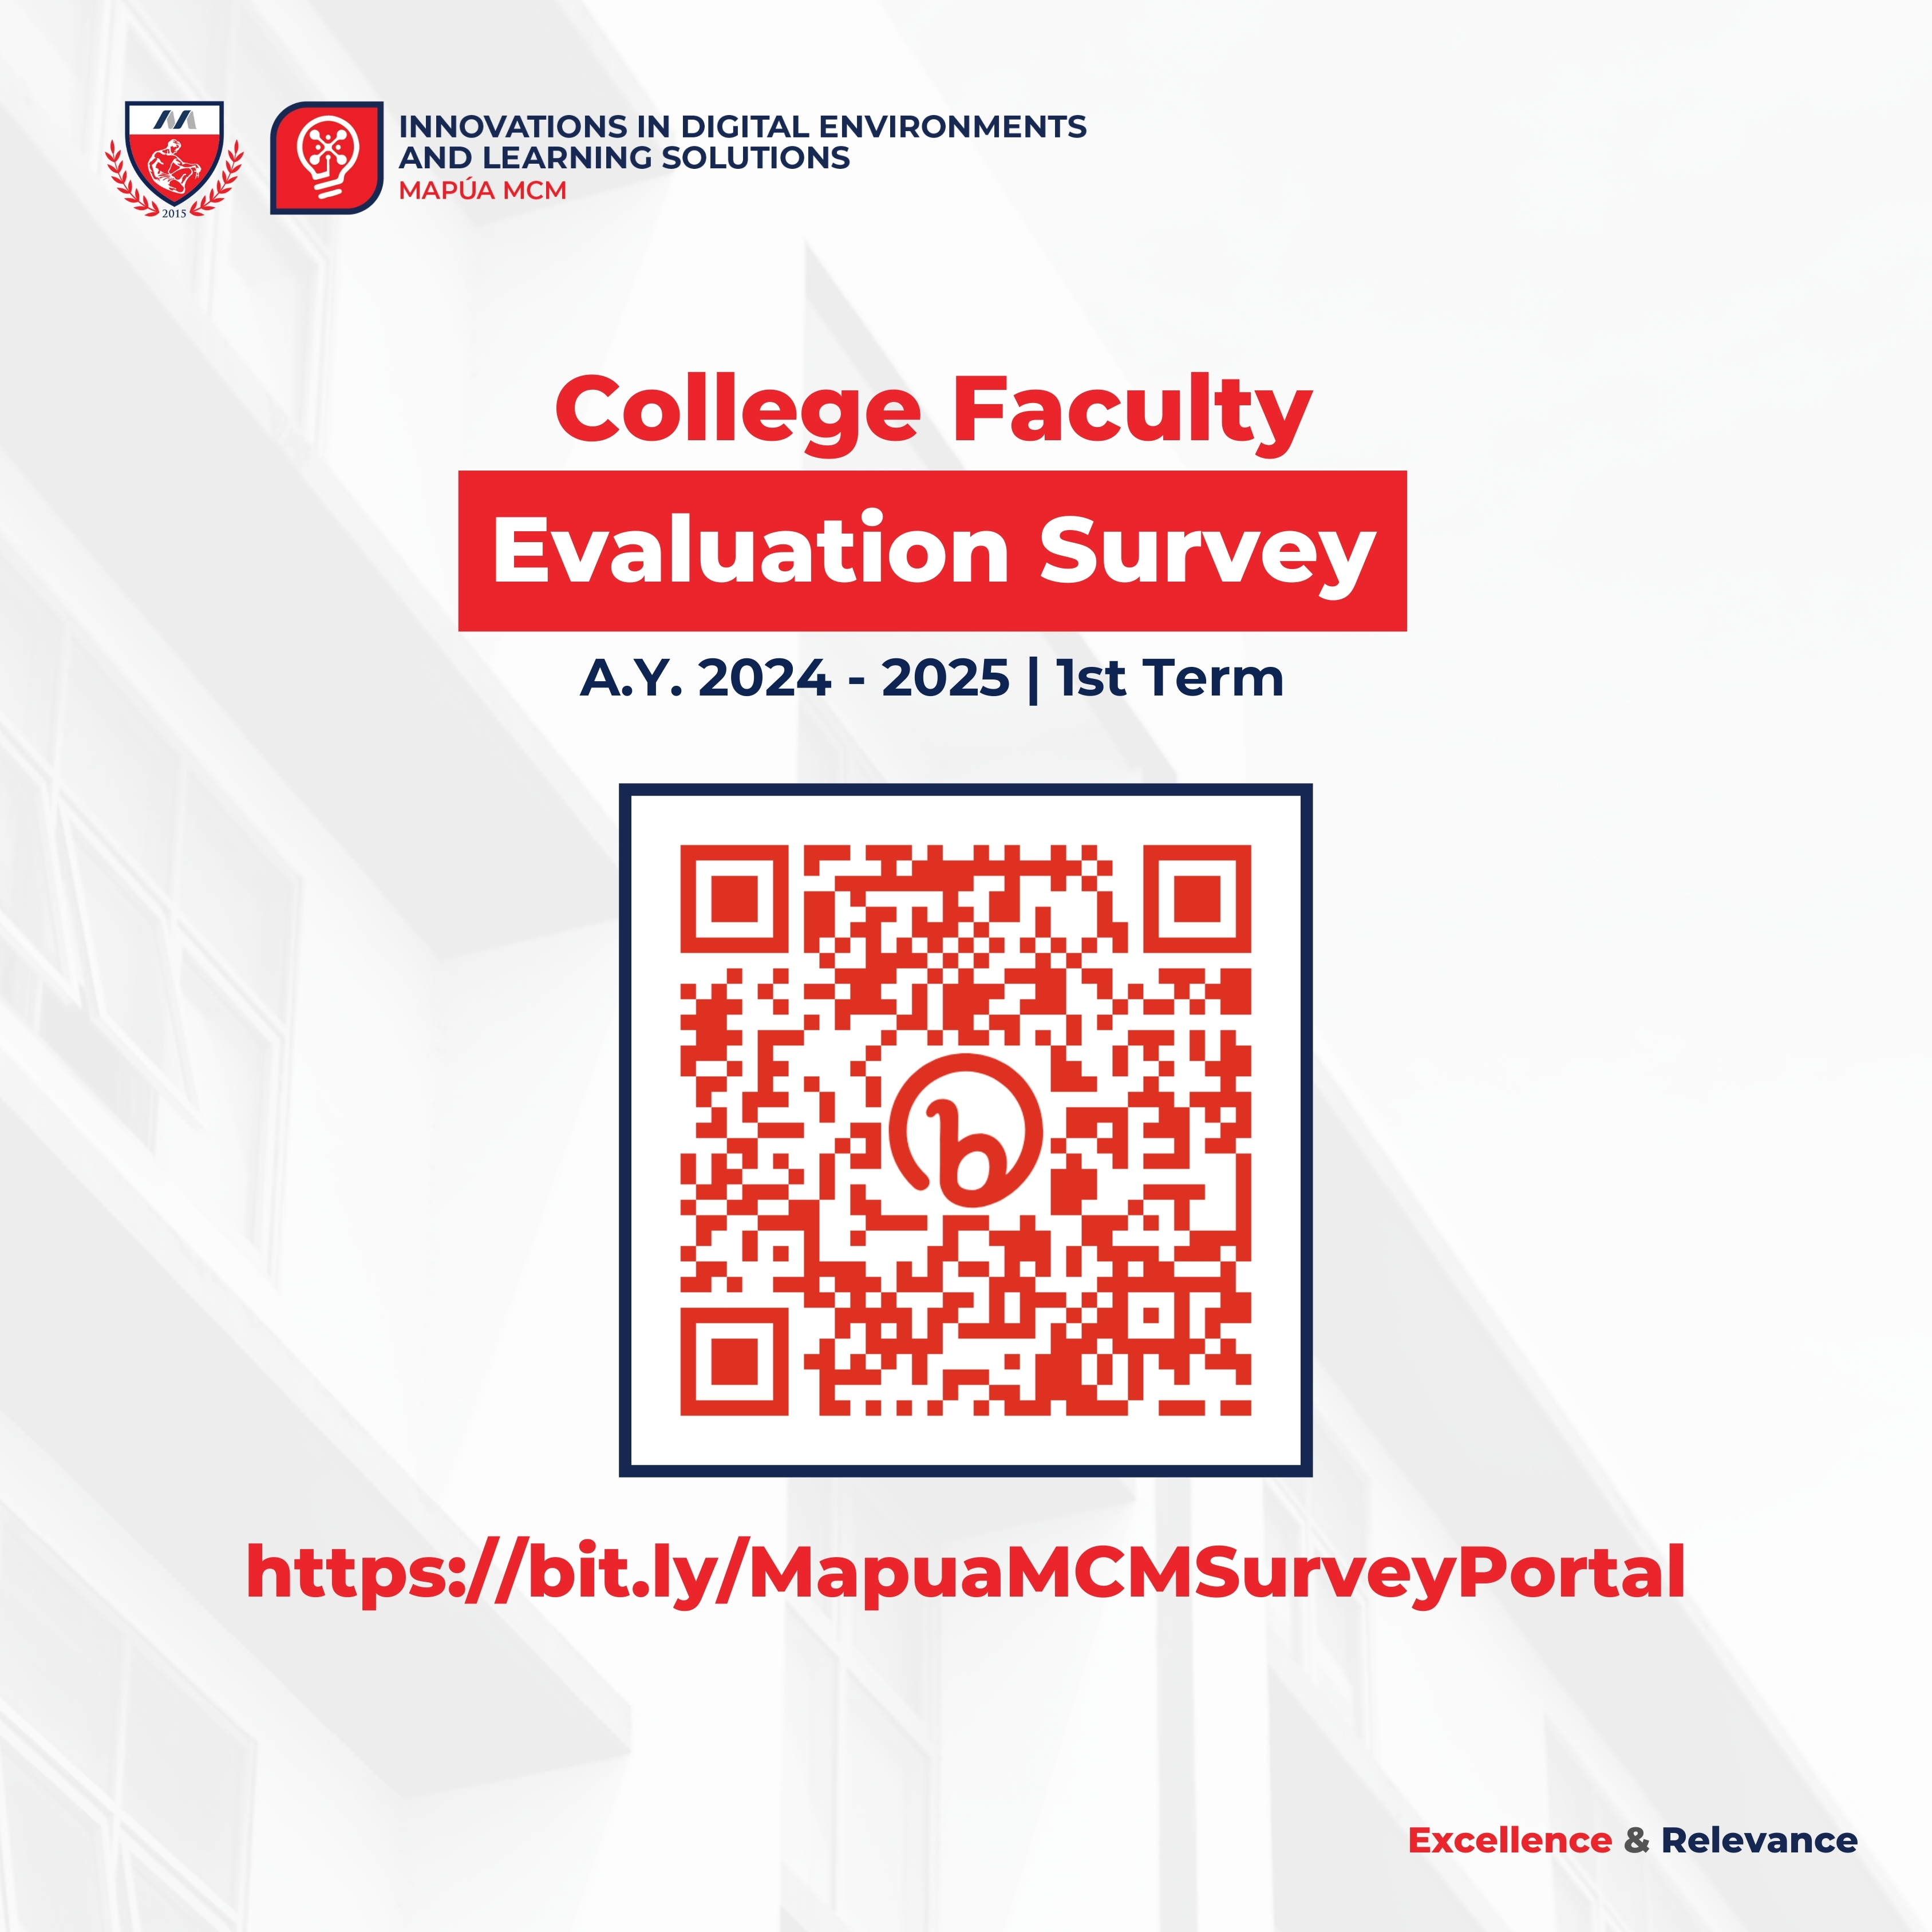 INNOVATIONS IN DIGITAL ENVIRONMENTS
AND LEARNING SOLUTIONS
MAPÚA MCM
2015
College Faculty
Evaluation Survey
A.Y. 2024 - 2025 | 1st Term
https://bit.ly/MapuaMCMSurveyPortal
Excellence & Relevance